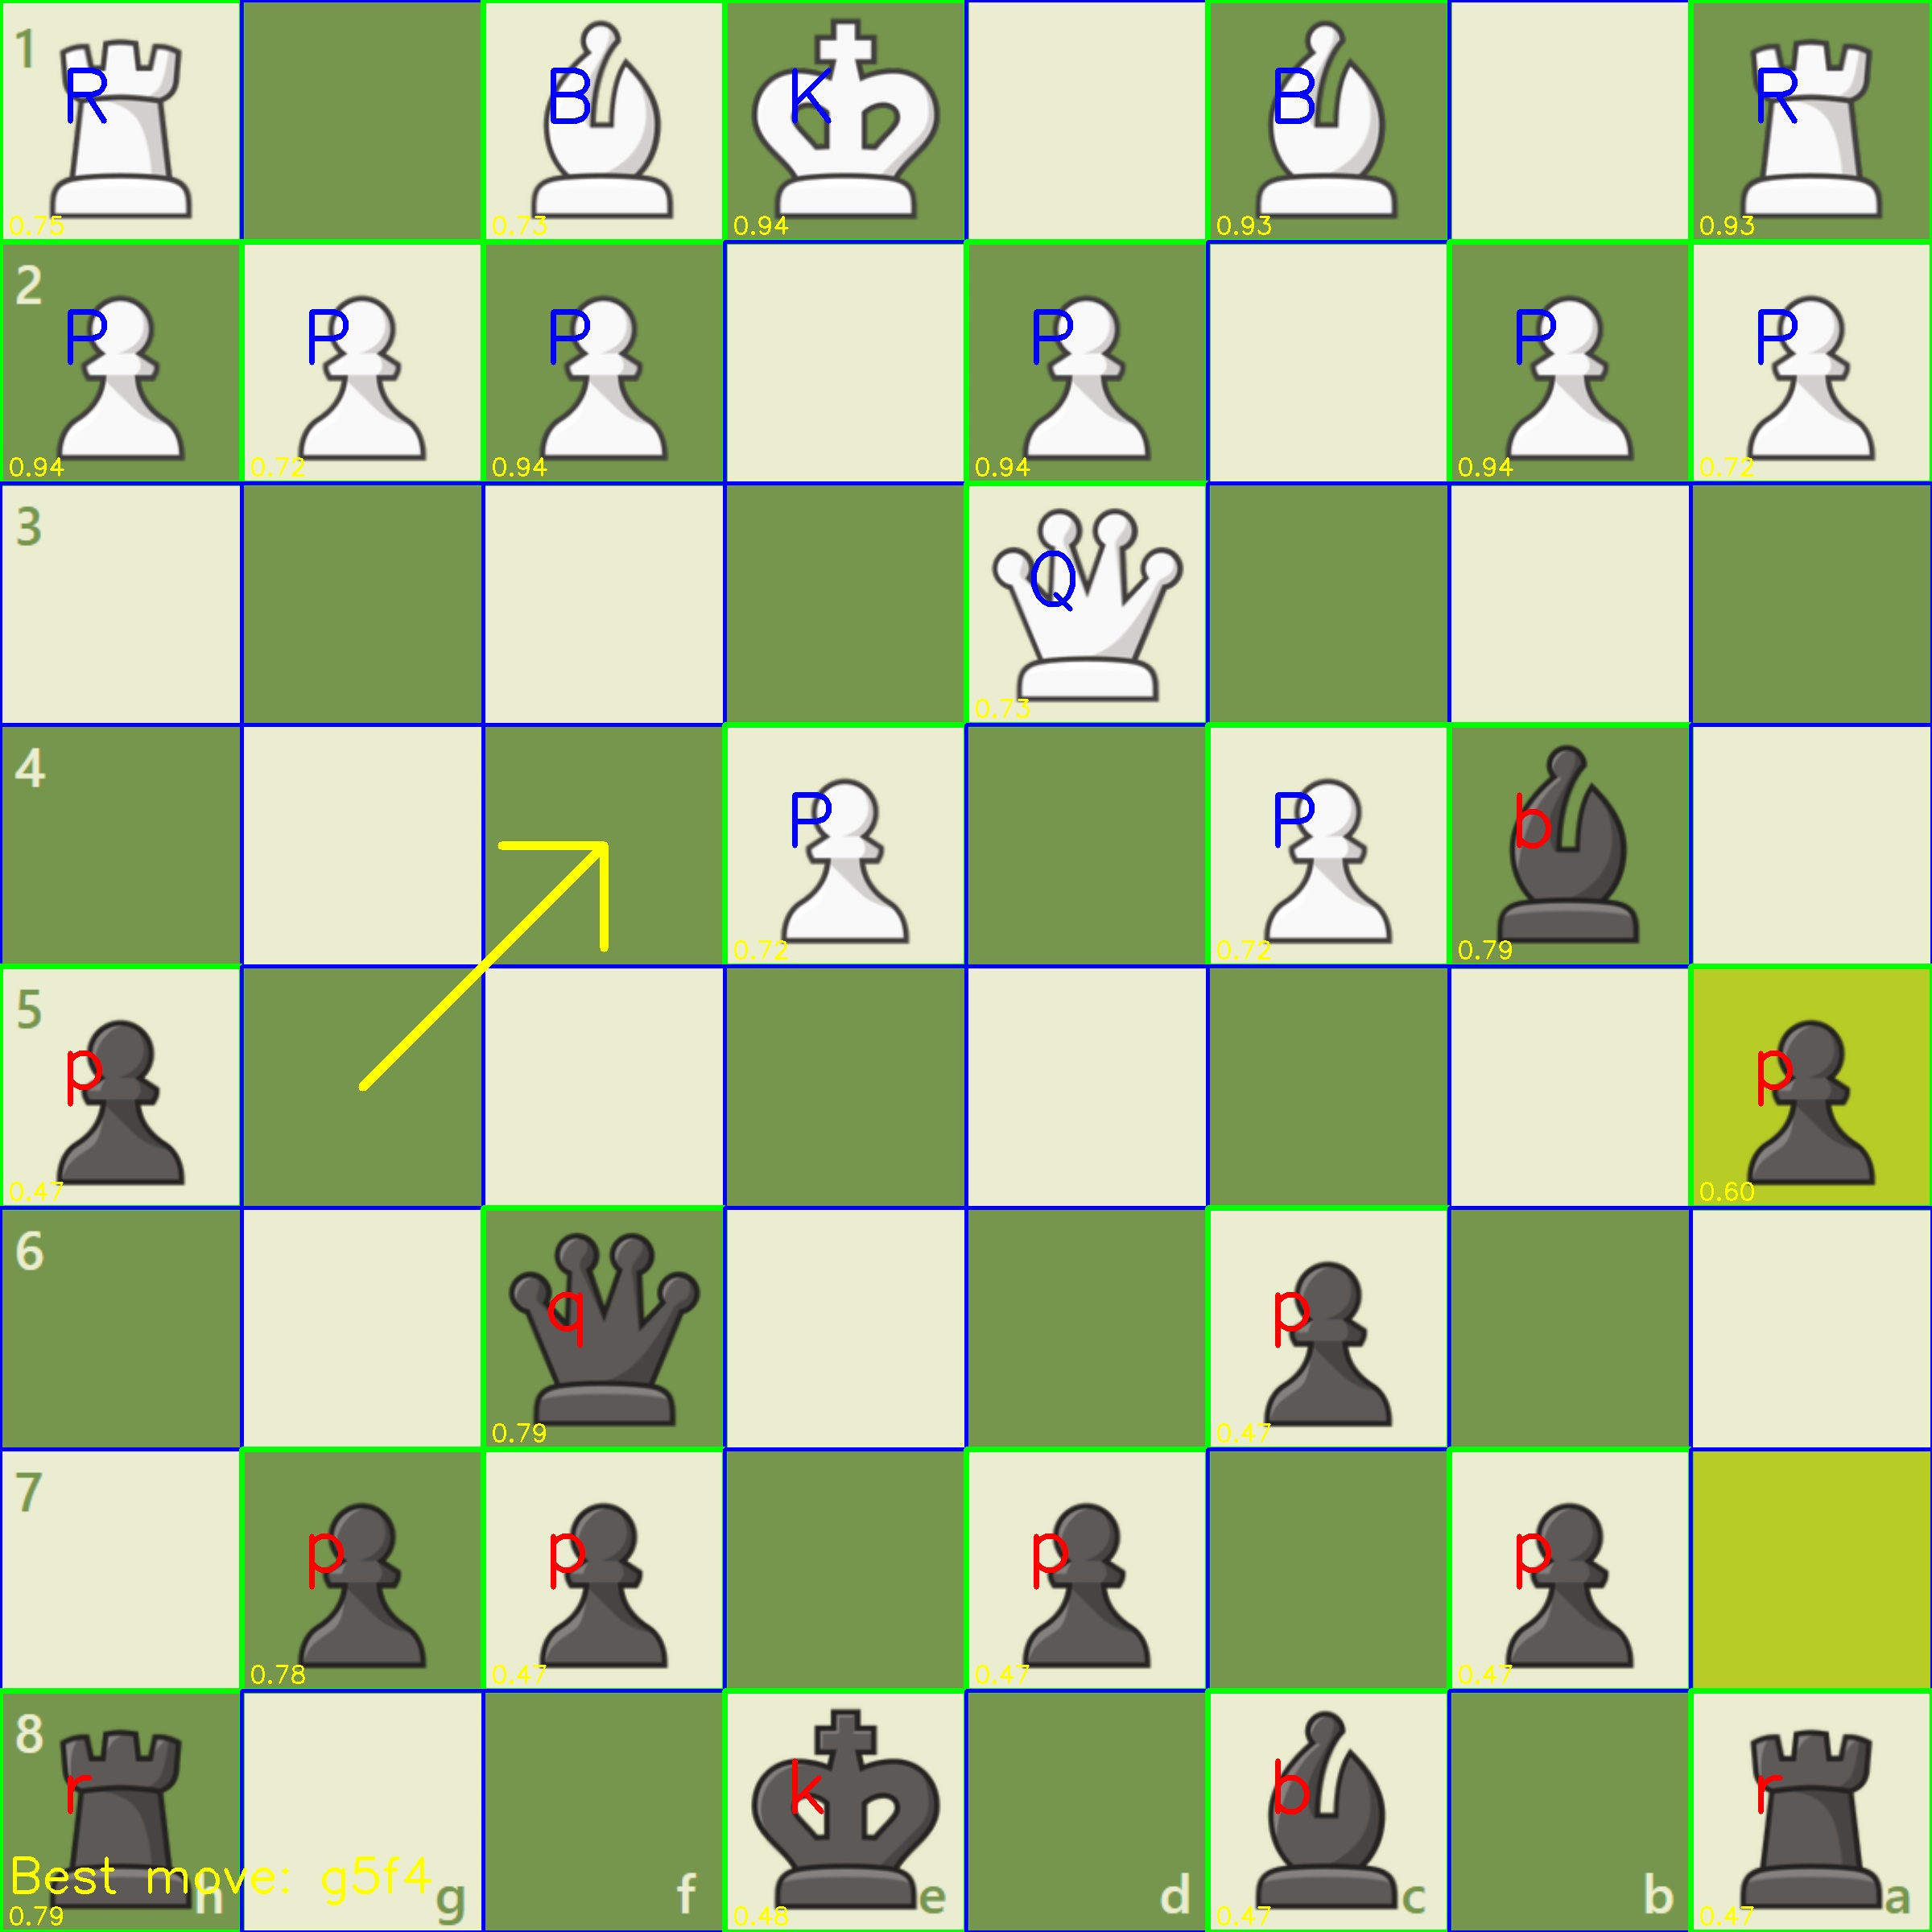 1 R B K B R
0.75 0.73 0.94 0.93 0.93
2 P P P P P P
0.94 0.72 0.94 0.94 0.94 0.72
3 Q
0.73
4 P P b
0.72 0.72 0.79
5 p p
0.47 0.60
6 q p
0.79 0.47
7 p p p p
0.78 0.47 0.47 0.47
8 r k b r
Best move: g5f4
h g f e d c b a
0.79 0.48 0.47 0.47